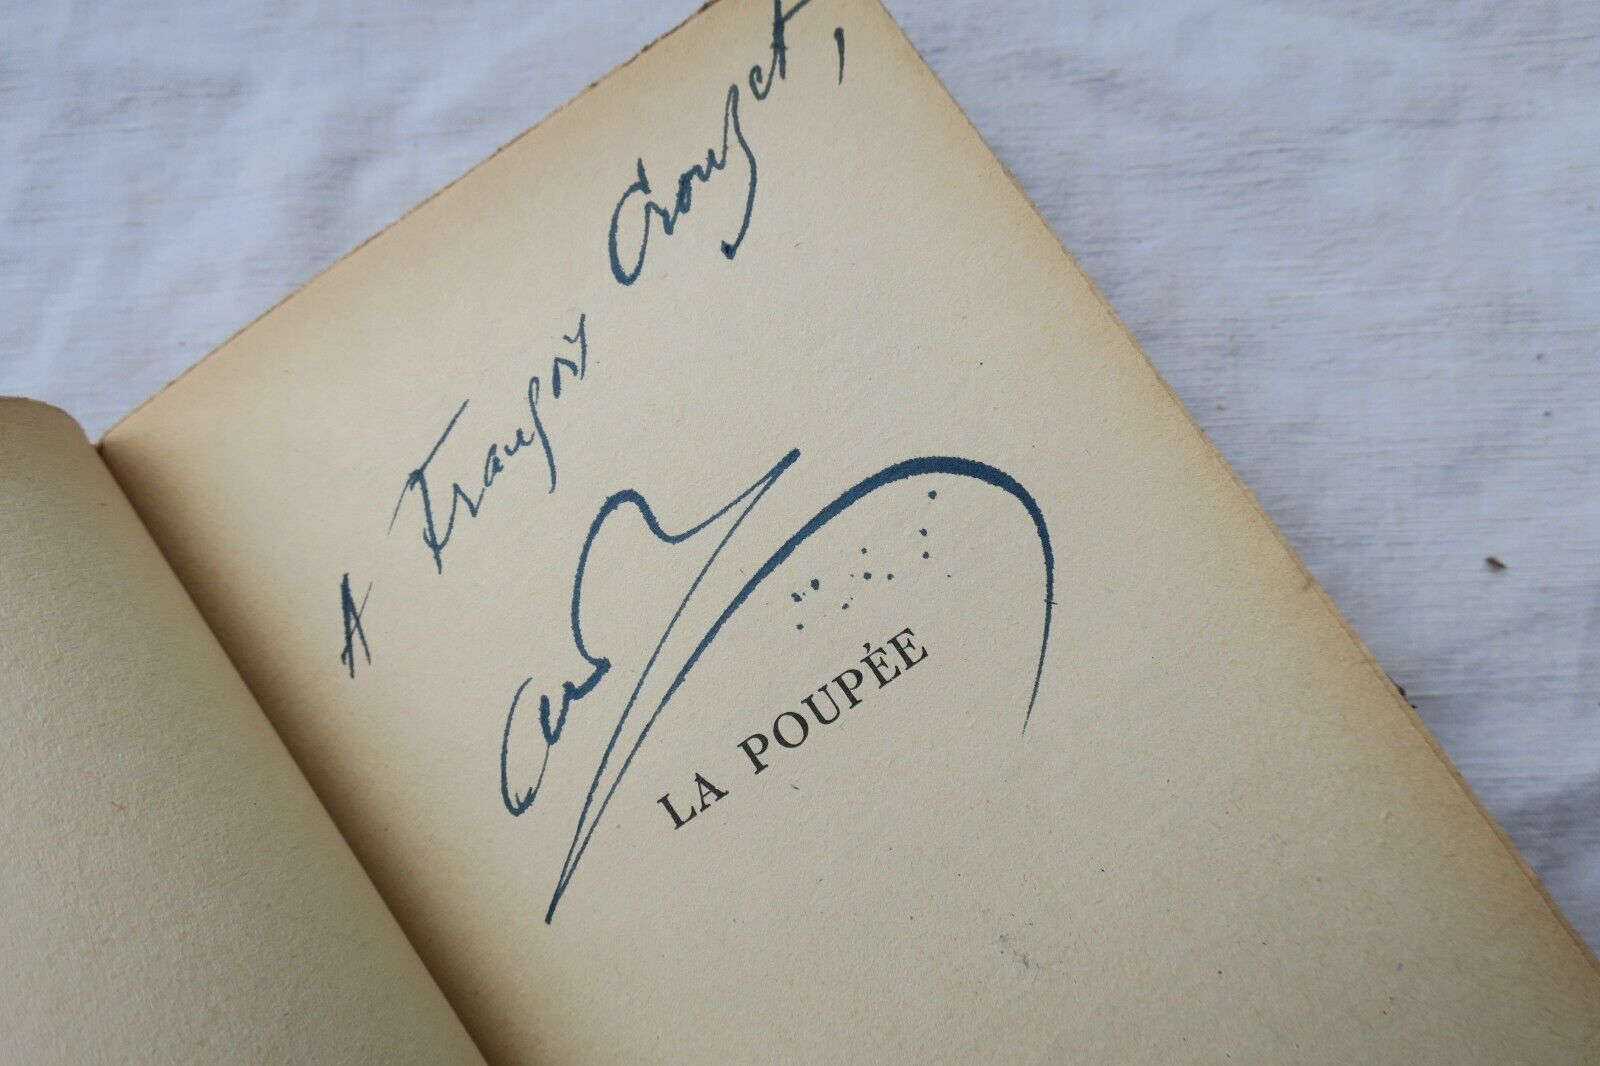 A François Crouzet,
LA POUPÉE